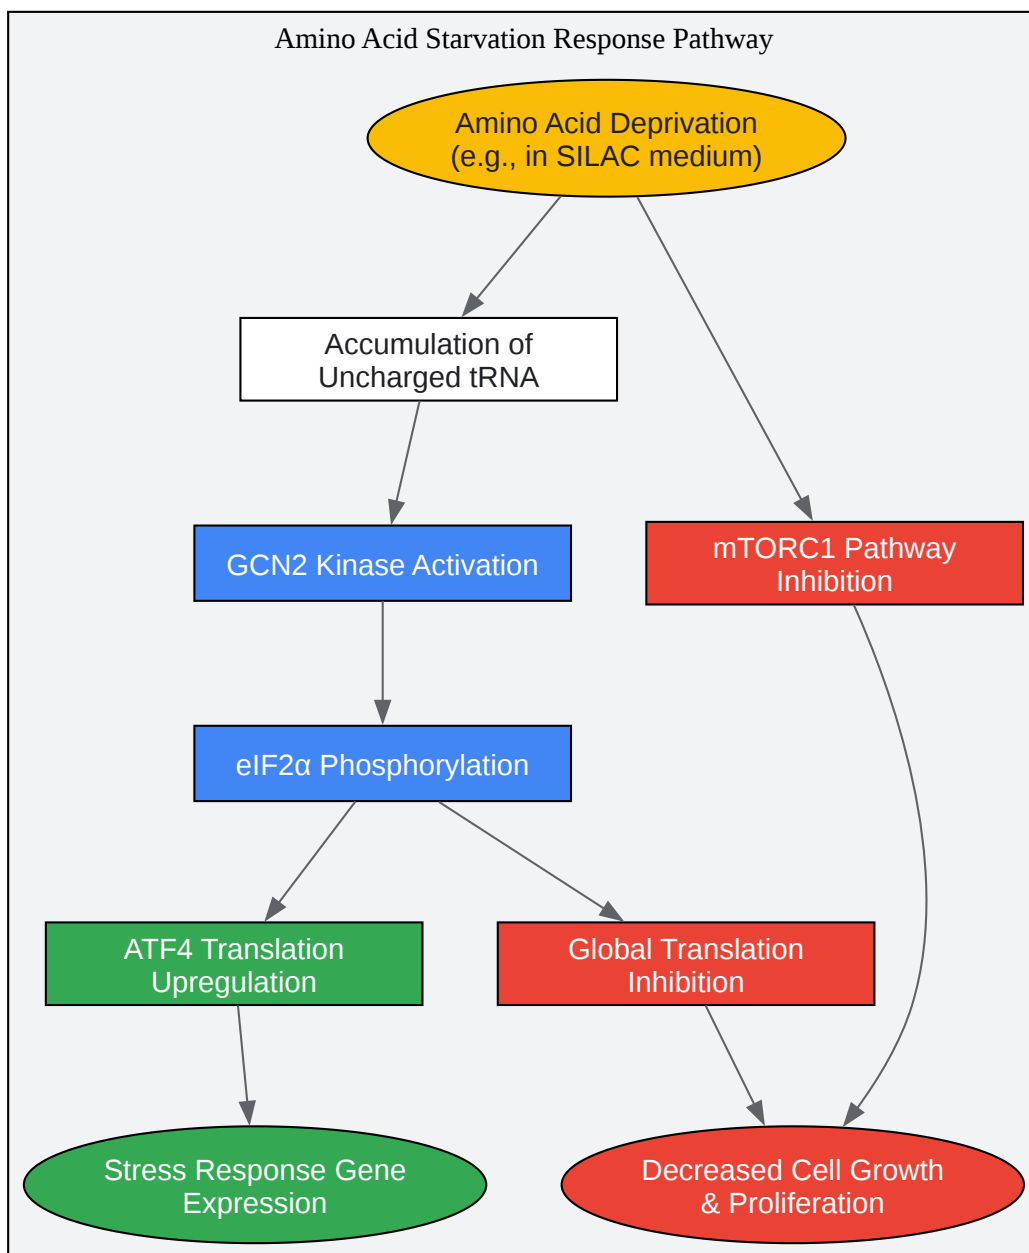 Amino Acid Starvation Response Pathway
Amino Acid Deprivation
(e.g., in SILAC medium)
Accumulation of
Uncharged tRNA
GCN2 Kinase Activation
mTORC1 Pathway
Inhibition
eIF2α Phosphorylation
ATF4 Translation
Upregulation
Global Translation
Inhibition
Stress Response Gene
Expression
Decreased Cell Growth
& Proliferation